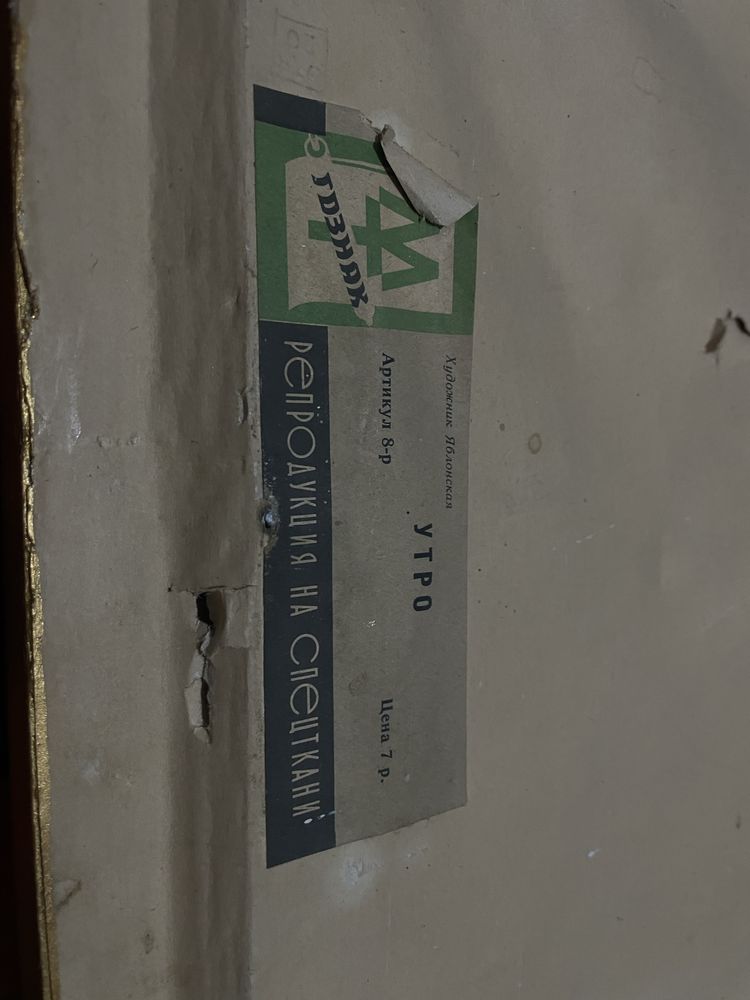 ГОЗНАК
Художник Яблонская
УТРО
Артикул 8-р
Цена 7 р.
РЕПРОДУКЦИЯ НА СПЕЦТКАНИ